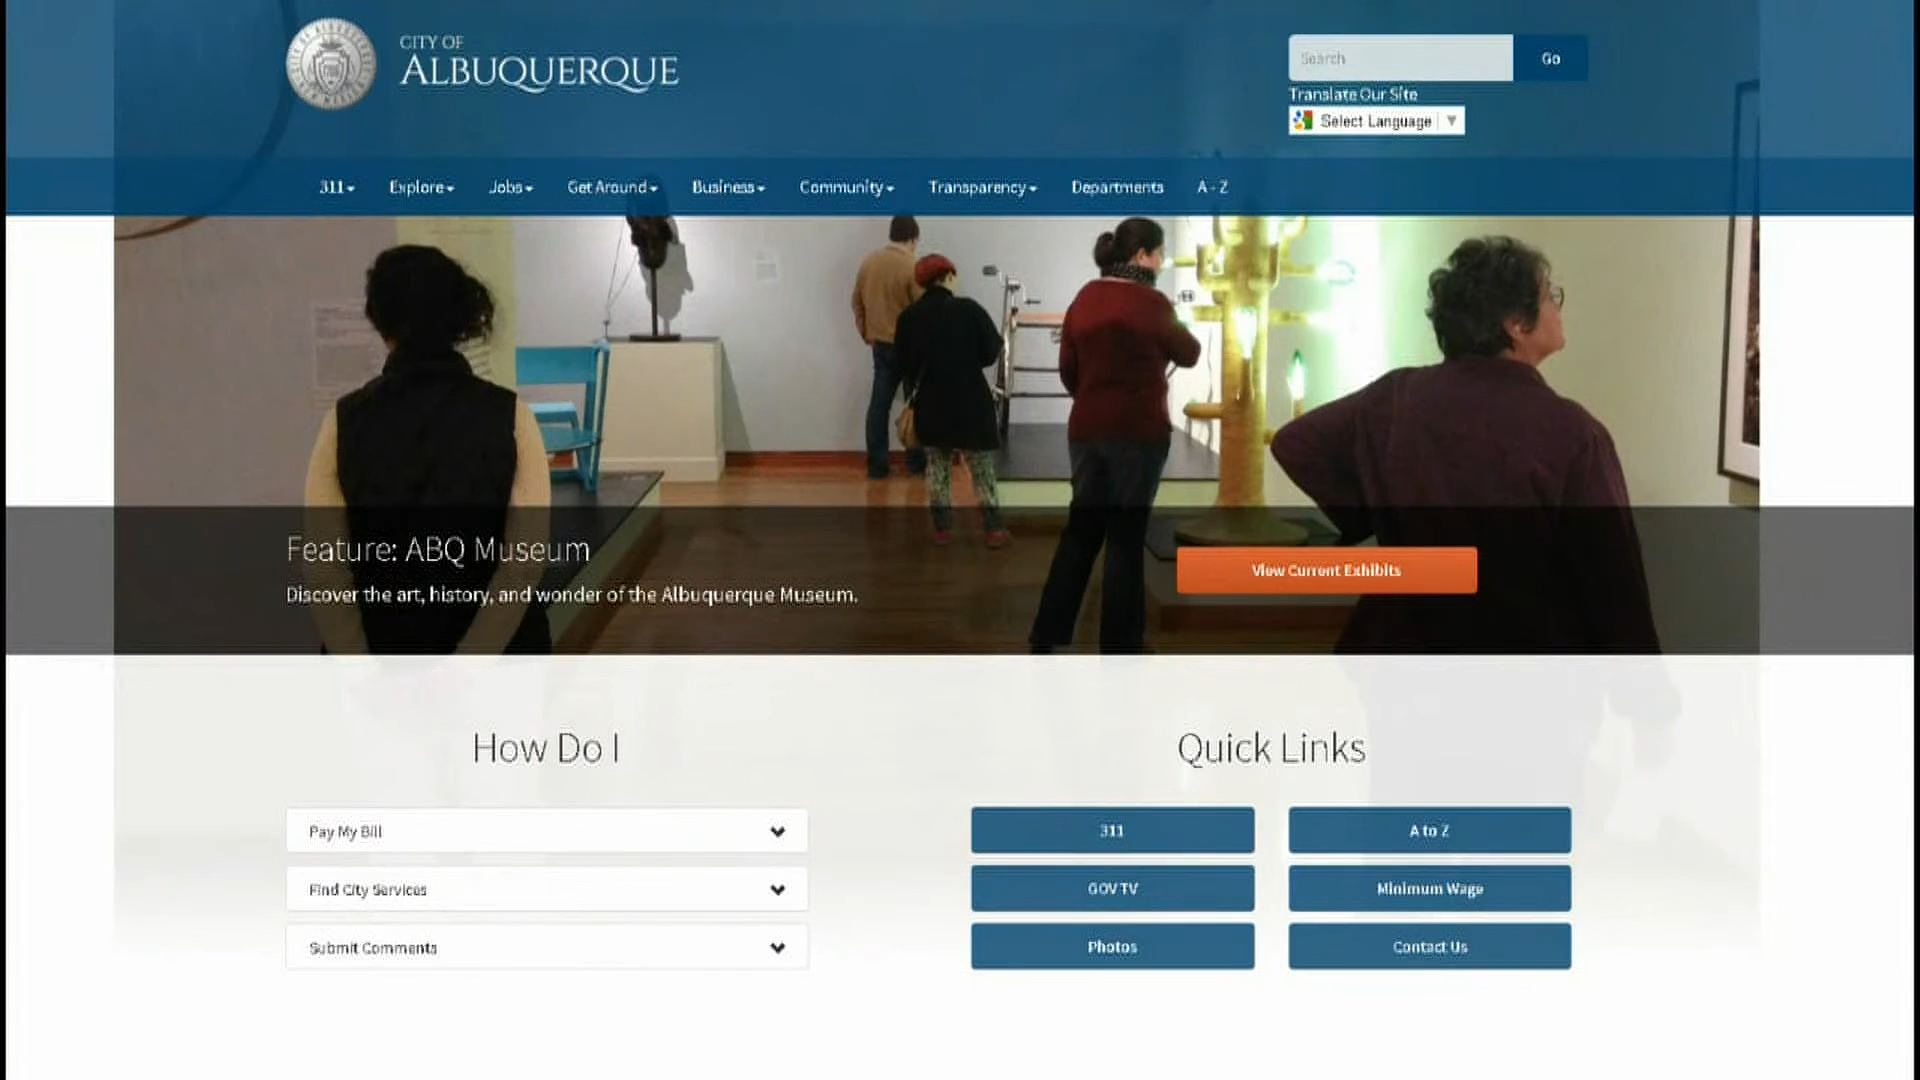 CITY OF
ALBUQUERQUE
Search
Go
Translate Our Site
Select Language
311
Explore
Jobs
Get Around
Business
Community
Transparency
Departments
A - Z
Feature: ABQ Museum
Discover the art, history, and wonder of the Albuquerque Museum.
View Current Exhibits
How Do I
Quick Links
Pay My Bill
311
A to Z
Find City Services
GOV TV
Minimum Wage
Submit Comments
Photos
Contact Us